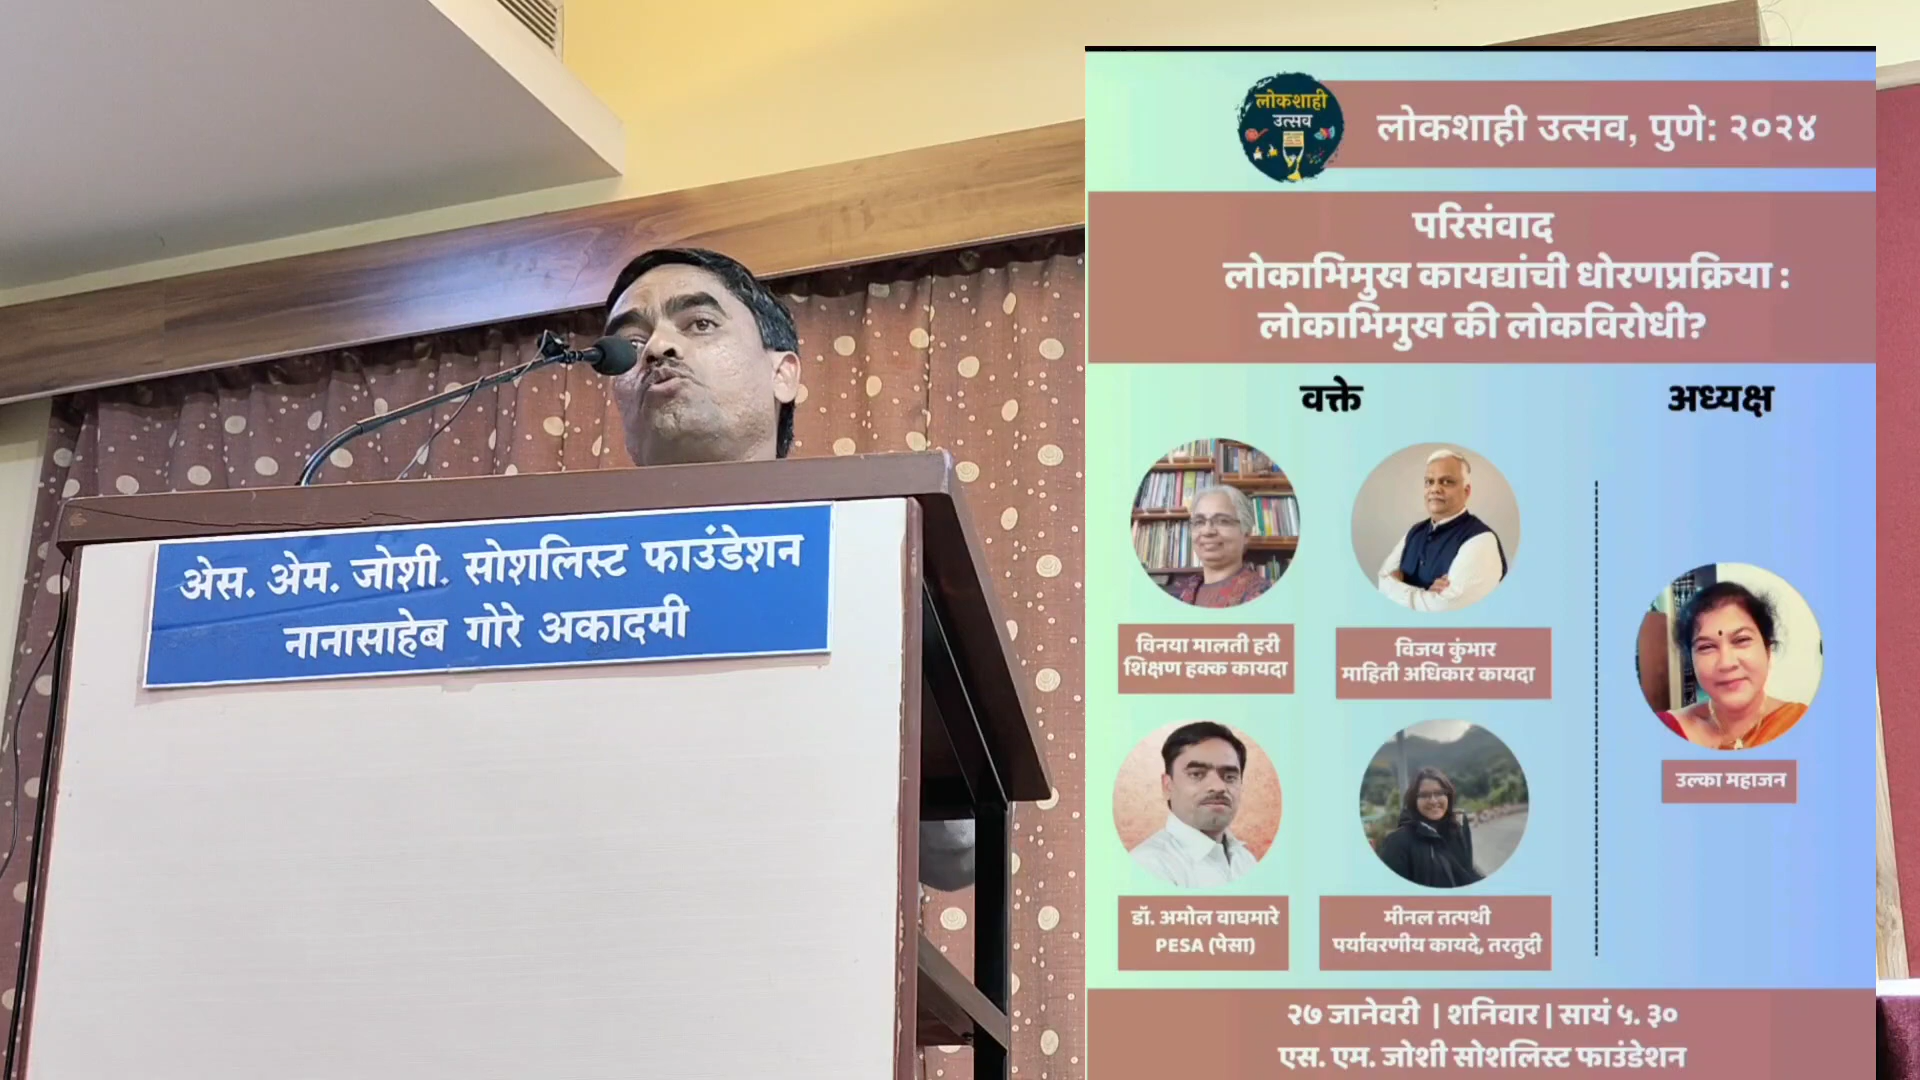 अेस. अेम. जोशी. सोशलिस्ट फाउंडेशन
नानासाहेब गोरे अकादमी
लोकशाही
उत्सव
लोकशाही उत्सव, पुणे: २०२४
परिसंवाद
लोकाभिमुख कायद्यांची धोरणप्रक्रिया :
लोकाभिमुख की लोकविरोधी?
वक्ते
अध्यक्ष
विनया मालती हरी
शिक्षण हक्क कायदा
विजय कुंभार
माहिती अधिकार कायदा
डॉ. अमोल वाघमारे
PESA (पेसा)
मीनल तत्पथी
पर्यावरणीय कायदे, तरतुदी
उल्का महाजन
२७ जानेवरी | शनिवार | सायं ५. ३०
एस. एम. जोशी सोशलिस्ट फाउंडेशन